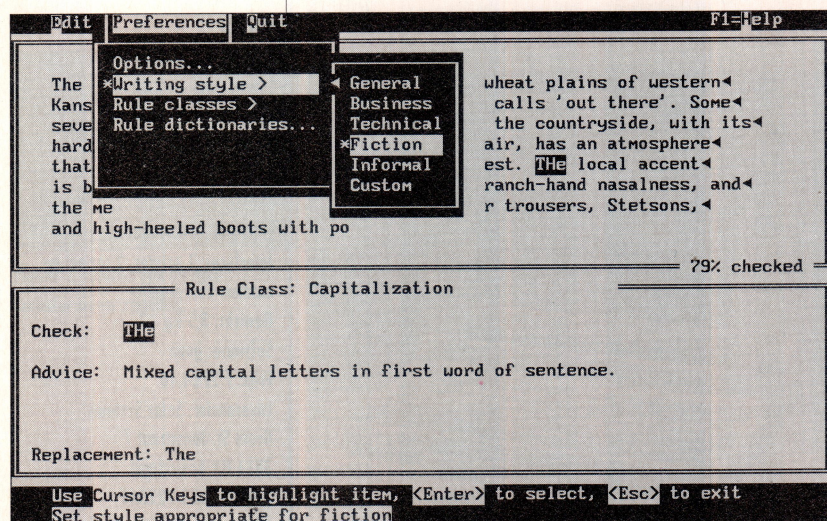 Edit Preferences Quit F1=Help
Options...
*Writing style >
Rule classes >
Rule dictionaries...
◄ General
Business
Technical
*Fiction
Informal
Custom
The wheat plains of western◄
Kans calls 'out there'. Some◄
seve the countryside, with its◄
hard air, has an atmosphere◄
that est. THe local accent◄
is b ranch-hand nasalness, and◄
the me r trousers, Stetsons,◄
and high-heeled boots with po
79% checked
Rule Class: Capitalization
Check: THe
Advice: Mixed capital letters in first word of sentence.
Replacement: The
Use Cursor Keys to highlight item, <Enter> to select, <Esc> to exit
Set style appropriate for fiction